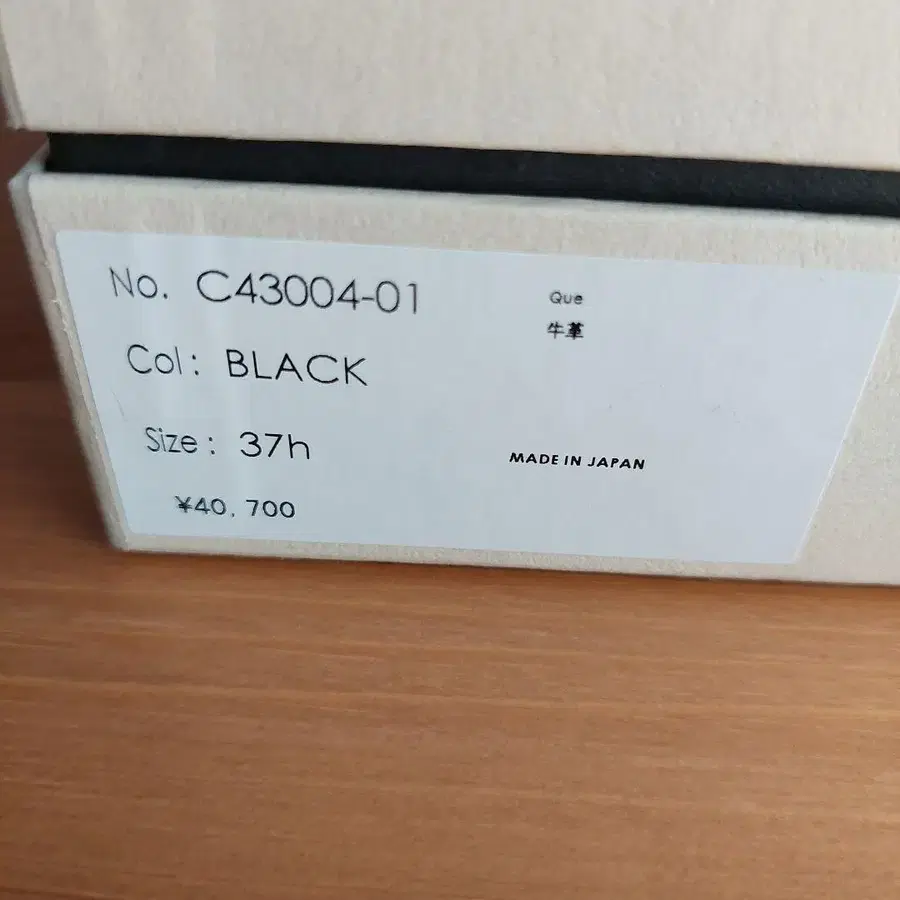 No. C43004-01
Que
牛革
Col: BLACK
Size: 37h
MADE IN JAPAN
¥40,700